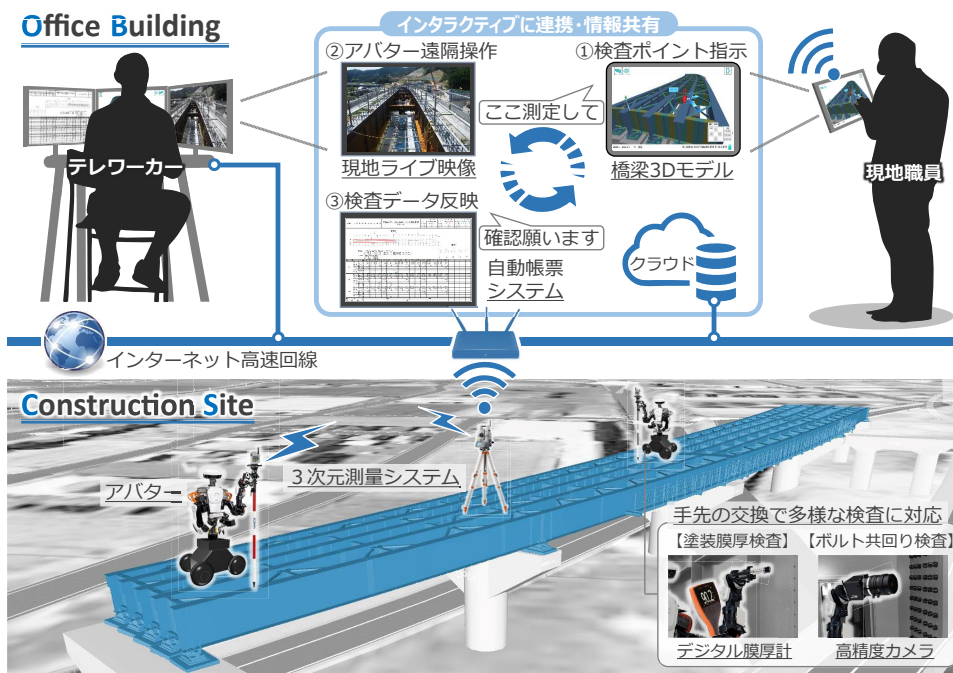 Office Building
インタラクティブに連携・情報共有
②アバター遠隔操作
①検査ポイント指示
ここ測定して
テレワーカー
現地ライブ映像
橋梁3Dモデル
現地職員
③検査データ反映
確認願います
自動帳票
システム
クラウド
インターネット高速回線
Construction Site
アバター
3次元測量システム
手先の交換で多様な検査に対応
【塗装膜厚検査】
【ボルト共回り検査】
90.2
デジタル膜厚計
高精度カメラ